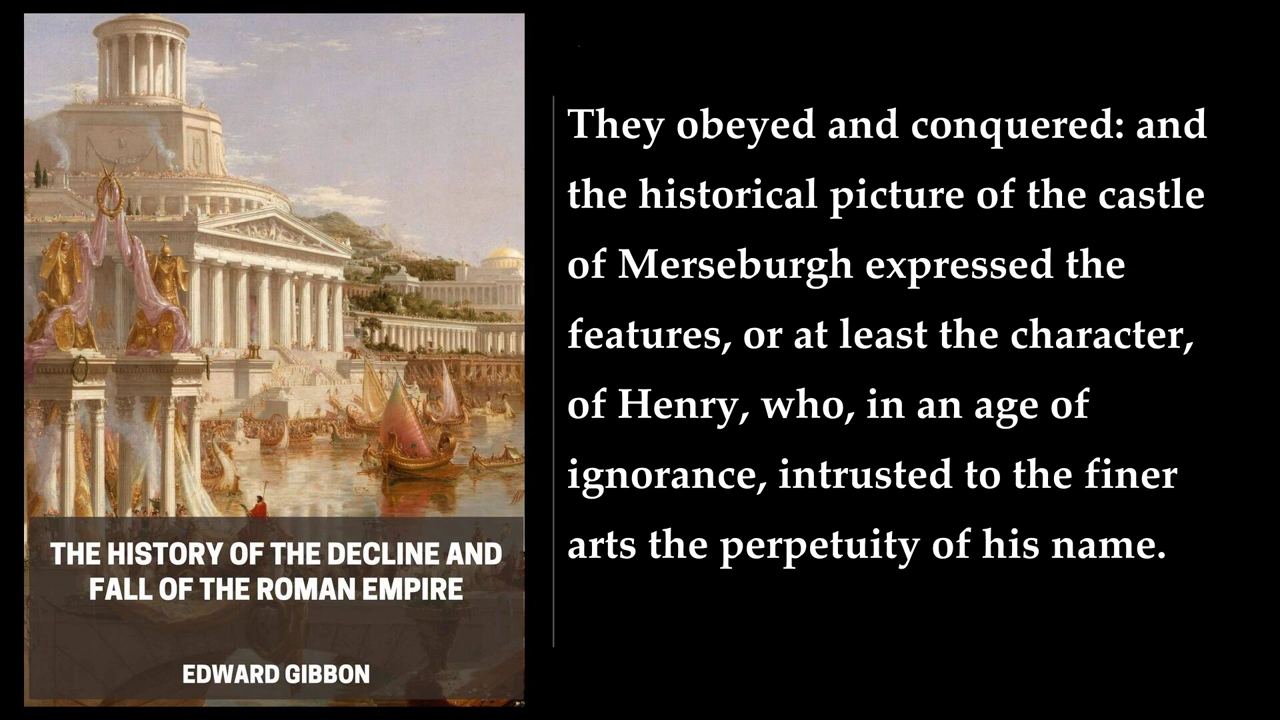 THE HISTORY OF THE DECLINE AND
FALL OF THE ROMAN EMPIRE
EDWARD GIBBON
They obeyed and conquered: and
the historical picture of the castle
of Merseburgh expressed the
features, or at least the character,
of Henry, who, in an age of
ignorance, intrusted to the finer
arts the perpetuity of his name.